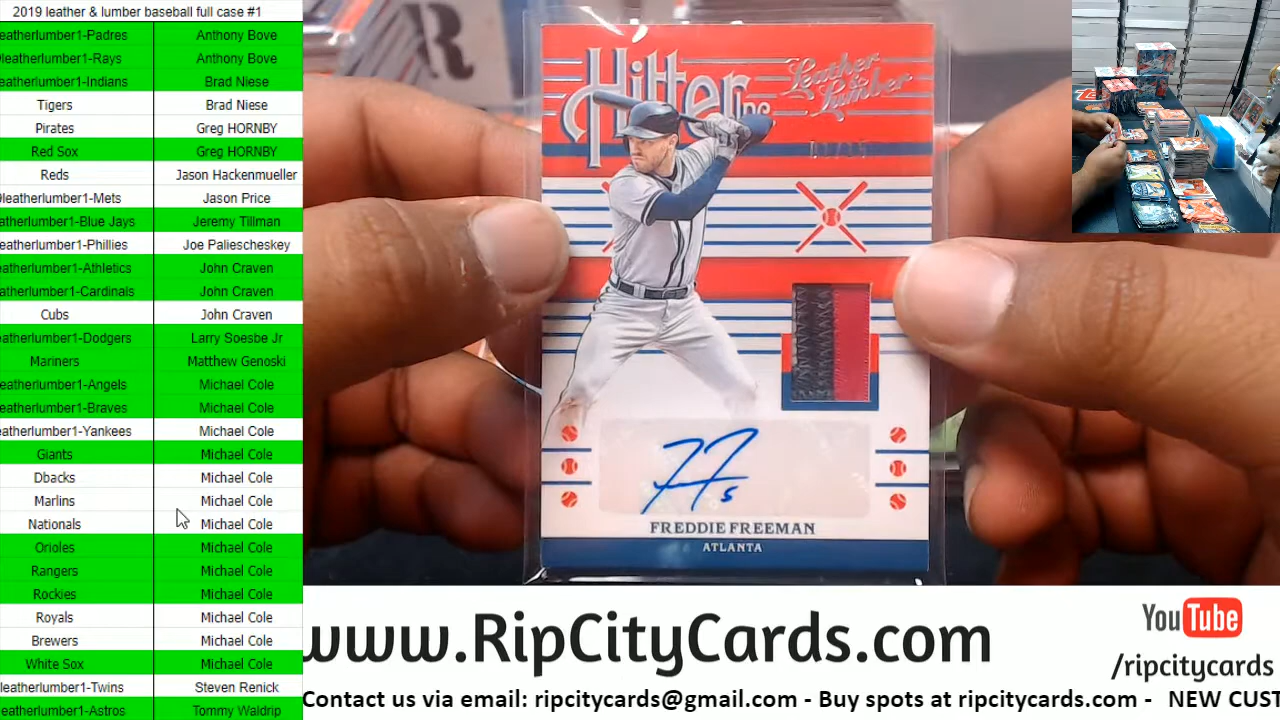 2019 leather & lumber baseball full case #1
eatherlumber1-Padres Anthony Bove
leatherlumber1-Rays Anthony Bove
eatherlumber1-Indians Brad Niese
Tigers Brad Niese
Pirates Greg HORNBY
Red Sox Greg HORNBY
Reds Jason Hackenmueller
leatherlumber1-Mets Jason Price
atherlumber1-Blue Jays Jeremy Tillman
eatherlumber1-Phillies Joe Paliescheskey
atherlumber1-Athletics John Craven
atherlumber1-Cardinals John Craven
Cubs John Craven
eatherlumber1-Dodgers Larry Soesbe Jr
Mariners Matthew Genoski
eatherlumber1-Angels Michael Cole
eatherlumber1-Braves Michael Cole
eatherlumber1-Yankees Michael Cole
Giants Michael Cole
Dbacks Michael Cole
Marlins Michael Cole
Nationals Michael Cole
Orioles Michael Cole
Rangers Michael Cole
Rockies Michael Cole
Royals Michael Cole
Brewers Michael Cole
White Sox Michael Cole
leatherlumber1-Twins Steven Renick
leatherlumber1-Astros Tommy Waldrip
Hitter Inc
Leather & Lumber
FREDDIE FREEMAN
ATLANTA
www.RipCityCards.com
YouTube
/ripcitycards
Contact us via email: ripcitycards@gmail.com - Buy spots at ripcitycards.com - NEW CUST